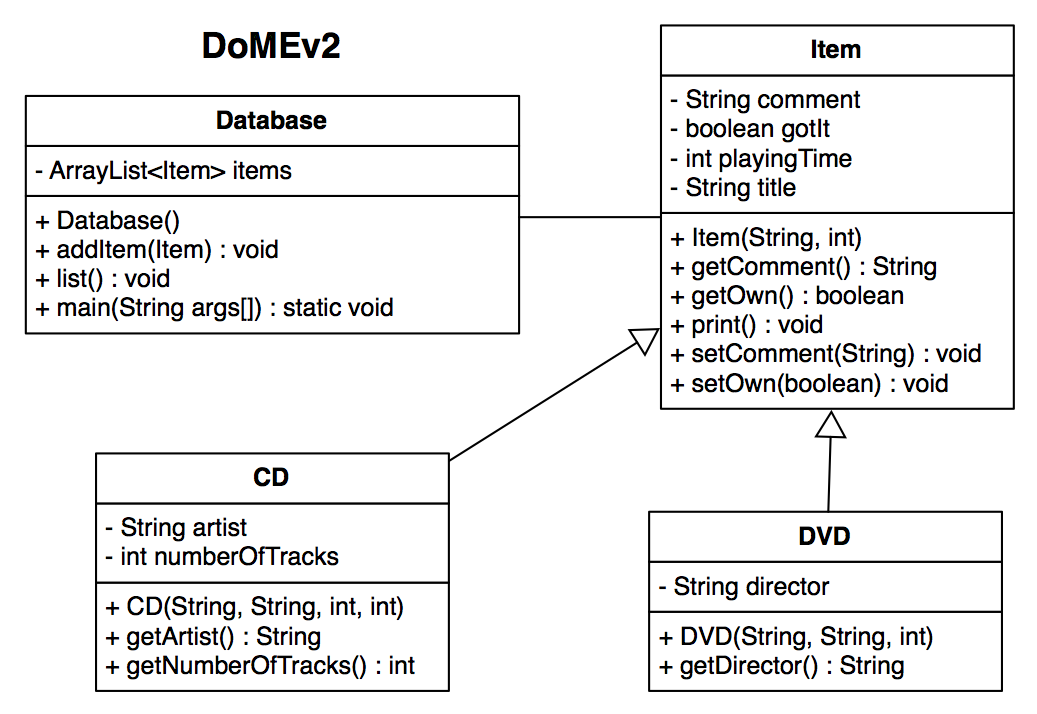 DoMEv2
Database
- ArrayList<Item> items
+ Database()
+ addItem(Item) : void
+ list() : void
+ main(String args[]) : static void
Item
- String comment
- boolean gotIt
- int playingTime
- String title
+ Item(String, int)
+ getComment() : String
+ getOwn() : boolean
+ print() : void
+ setComment(String) : void
+ setOwn(boolean) : void
CD
- String artist
- int numberOfTracks
+ CD(String, String, int, int)
+ getArtist() : String
+ getNumberOfTracks() : int
DVD
- String director
+ DVD(String, String, int)
+ getDirector() : String